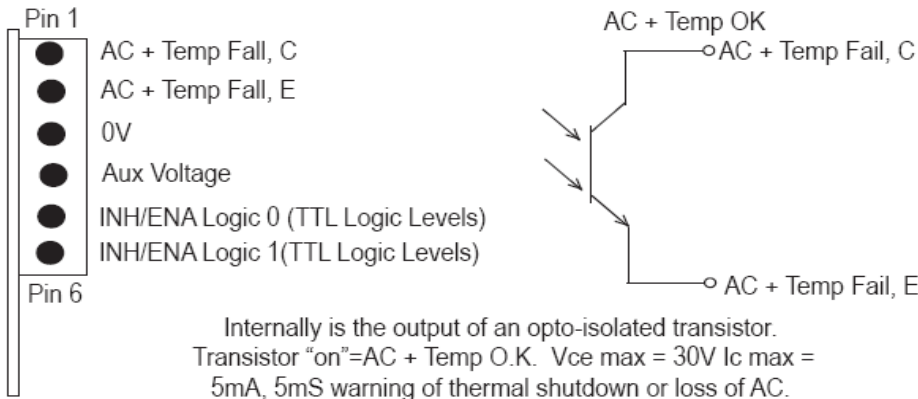 Pin 1
AC + Temp Fall, C
AC + Temp Fall, E
0V
Aux Voltage
INH/ENA Logic 0 (TTL Logic Levels)
INH/ENA Logic 1(TTL Logic Levels)
Pin 6
AC + Temp OK
AC + Temp Fail, C
AC + Temp Fail, E
Internally is the output of an opto-isolated transistor.
Transistor “on”=AC + Temp O.K.  Vce max = 30V Ic max =
5mA, 5mS warning of thermal shutdown or loss of AC.